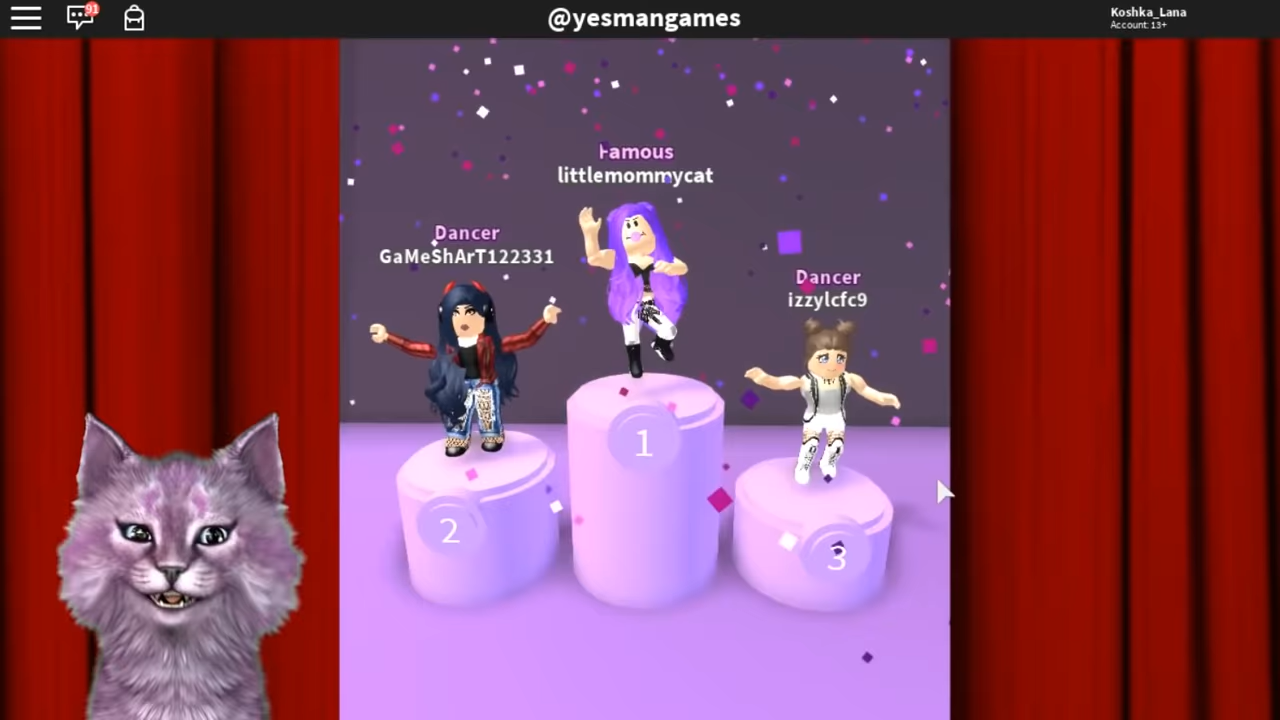 91
@yesmangames
Koshka_Lana
Account: 13+
Famous
littlemommycat
Dancer
GaMeShArT122331
Dancer
izzylcfc9
1
2
3